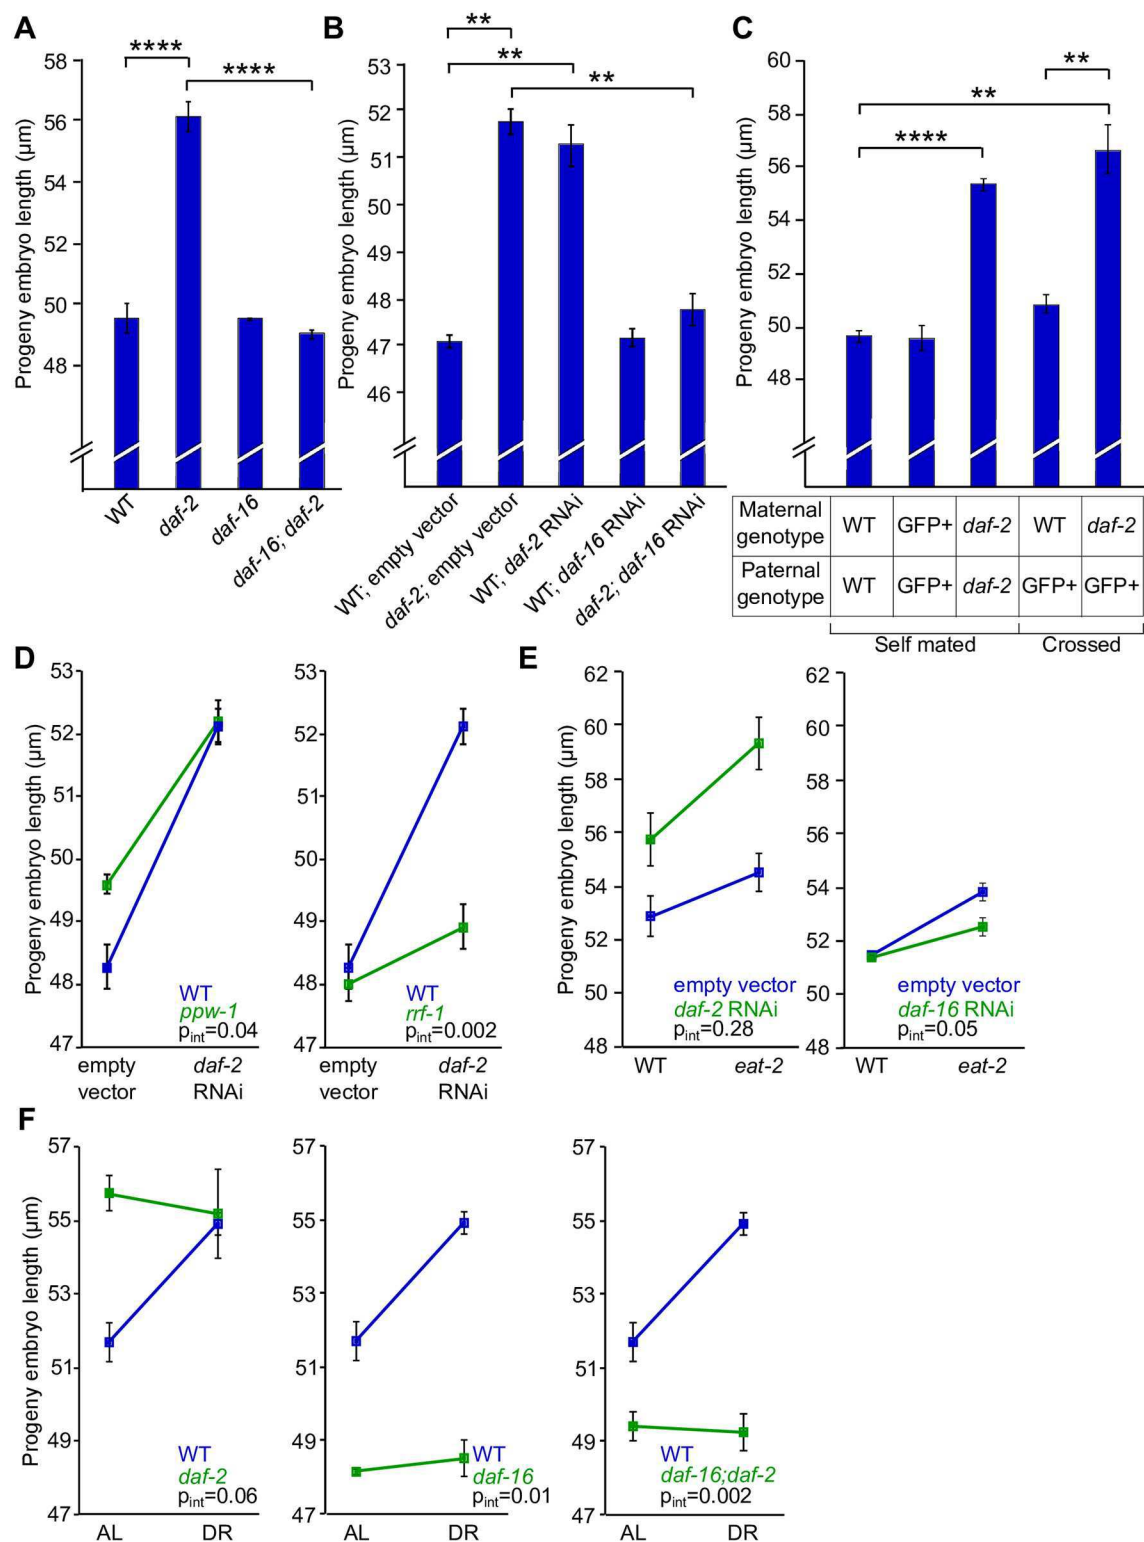 A
Progeny embryo length (µm)
58
56
54
52
50
48
****
****
WT
daf-2
daf-16
daf-16; daf-2
B
Progeny embryo length (µm)
53
52
51
50
49
48
47
46
**
**
**
WT; empty vector
daf-2; empty vector
WT; daf-2 RNAi
WT; daf-16 RNAi
daf-2; daf-16 RNAi
C
Progeny embryo length (µm)
60
58
56
54
52
50
48
**
**
****
Maternal genotype WT GFP+ daf-2 WT daf-2
Paternal genotype WT GFP+ daf-2 GFP+ GFP+
Self mated Crossed
D
Progeny embryo length (µm)
53
52
51
50
49
48
47
WT
ppw-1
pint=0.04
empty vector
daf-2 RNAi
53
52
51
50
49
48
47
WT
rrf-1
pint=0.002
empty vector
daf-2 RNAi
E
Progeny embryo length (µm)
62
60
58
56
54
52
50
48
empty vector
daf-2 RNAi
pint=0.28
WT eat-2
62
60
58
56
54
52
50
48
empty vector
daf-16 RNAi
pint=0.05
WT eat-2
F
Progeny embryo length (µm)
57
55
53
51
49
47
WT
daf-2
pint=0.06
AL DR
57
55
53
51
49
47
WT
daf-16
pint=0.01
AL DR
57
55
53
51
49
47
WT
daf-16;daf-2
pint=0.002
AL DR